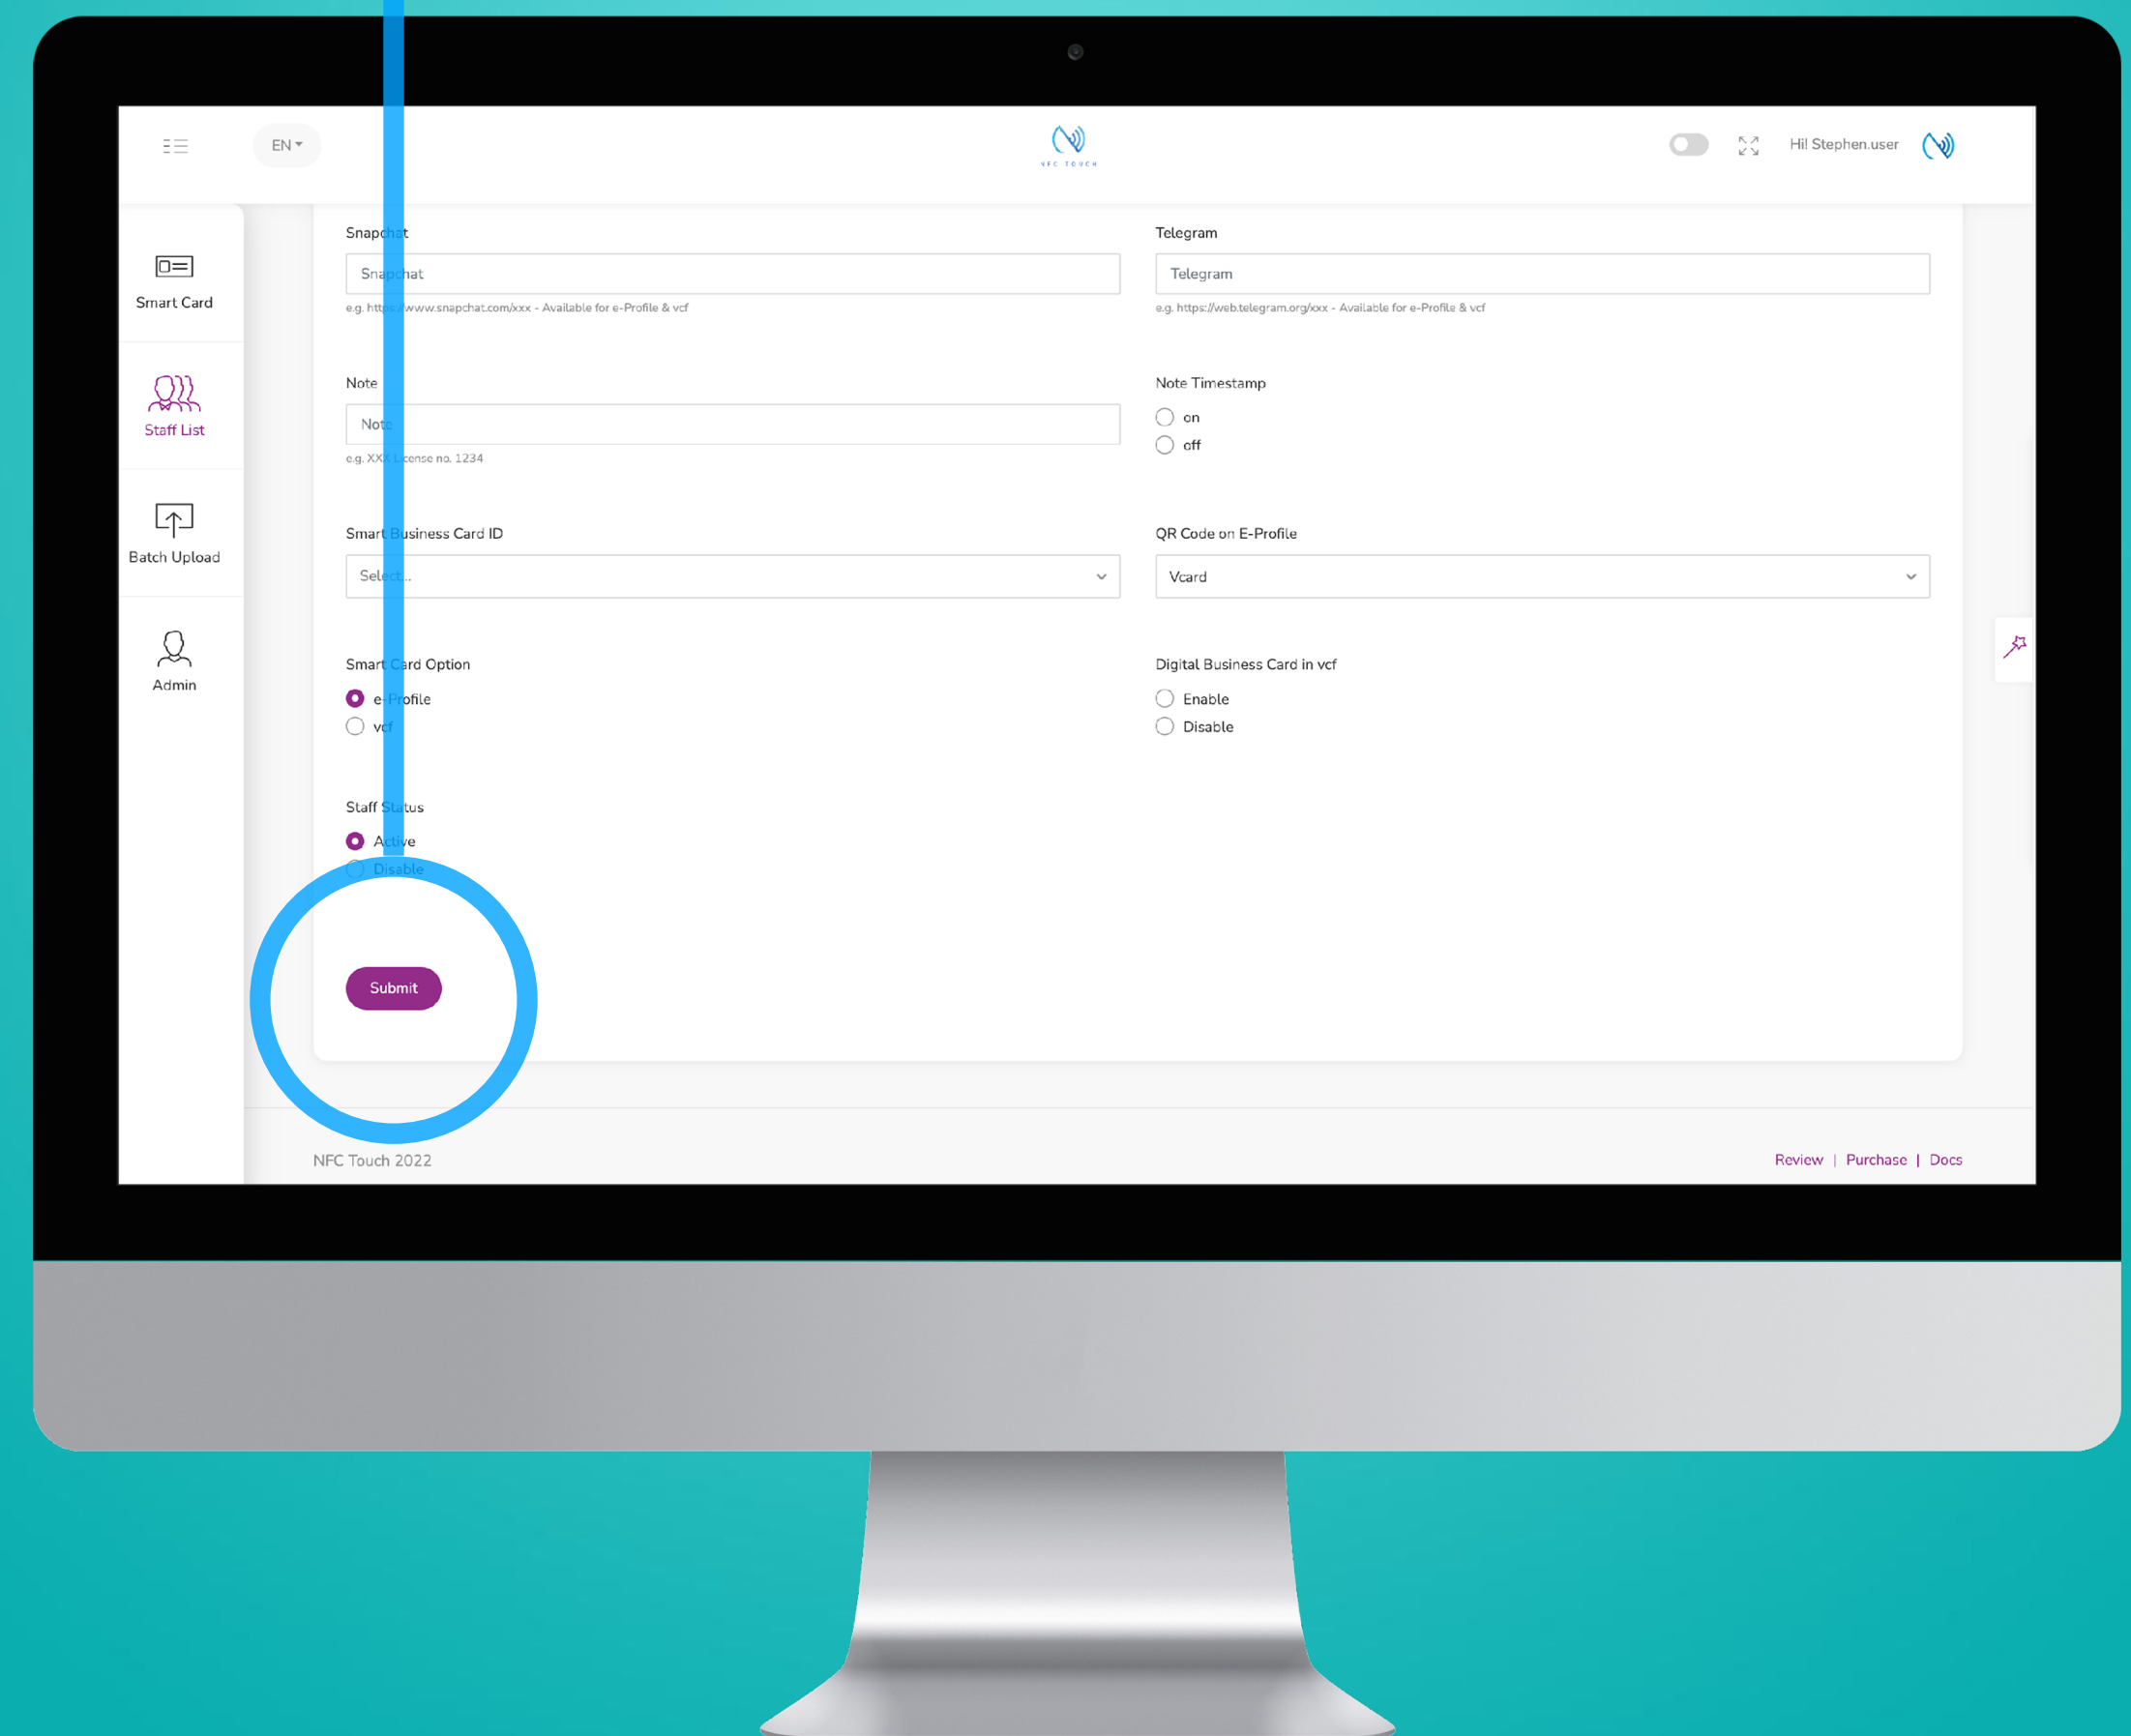 EN
NFC TOUCH
Hi! Stephen.user
Smart Card
Staff List
Batch Upload
Admin
Snapchat
Snapchat
e.g. https://www.snapchat.com/xxx - Available for e-Profile & vcf
Telegram
Telegram
e.g. https://web.telegram.org/xxx - Available for e-Profile & vcf
Note
Note
e.g. XXX License no. 1234
Note Timestamp
on
off
Smart Business Card ID
Select...
QR Code on E-Profile
Vcard
Smart Card Option
e-Profile
vcf
Digital Business Card in vcf
Enable
Disable
Staff Status
Active
Disable
Submit
NFC Touch 2022
Review | Purchase | Docs